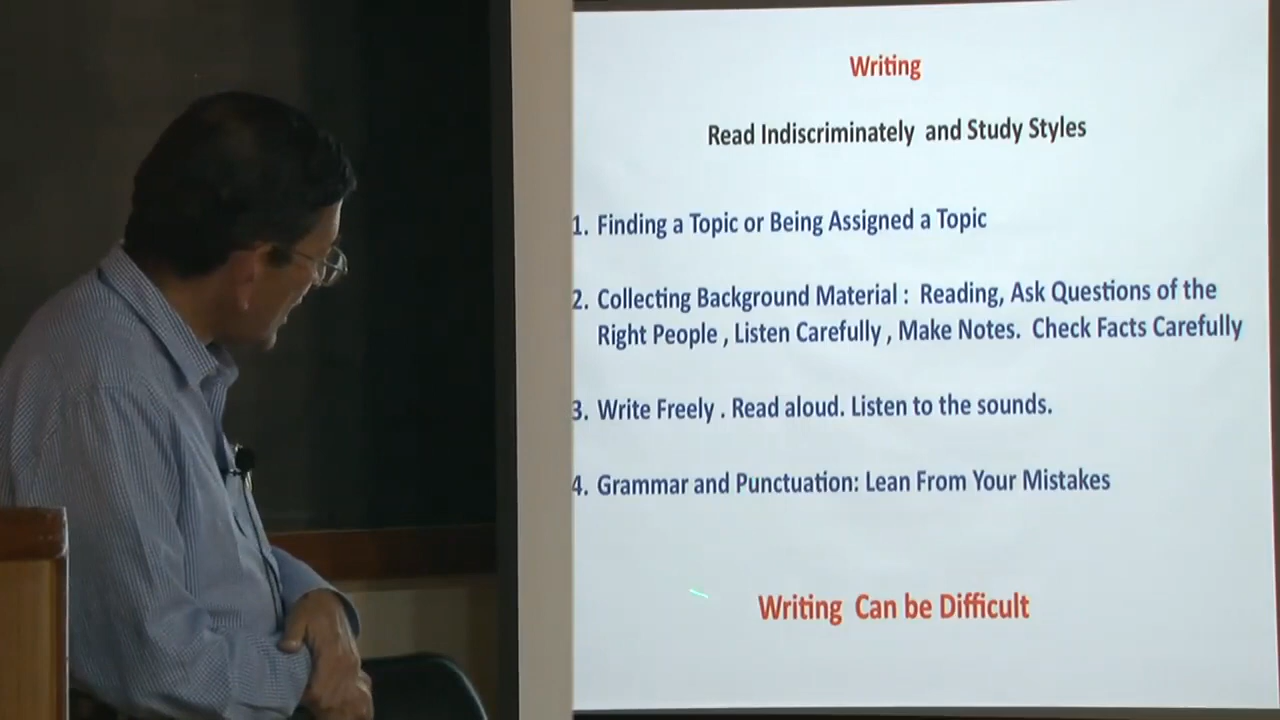 Writing
Read Indiscriminately and Study Styles
1. Finding a Topic or Being Assigned a Topic
2. Collecting Background Material : Reading, Ask Questions of the
Right People , Listen Carefully , Make Notes. Check Facts Carefully
3. Write Freely . Read aloud. Listen to the sounds.
4. Grammar and Punctuation: Lean From Your Mistakes
Writing Can be Difficult